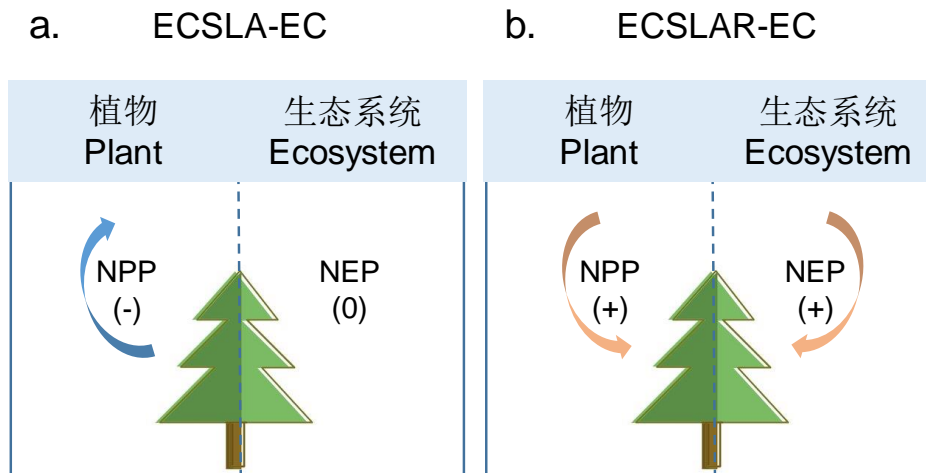 a. ECSLA-EC
植物 生态系统
Plant Ecosystem
NPP NEP
(-) (0)
b. ECSLAR-EC
植物 生态系统
Plant Ecosystem
NPP NEP
(+) (+)